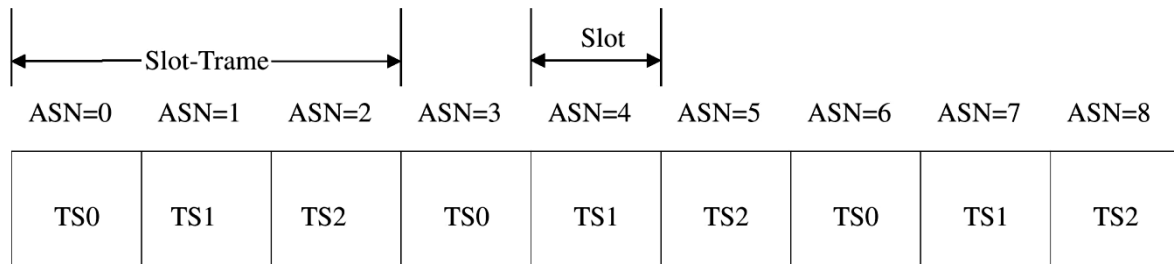 Slot
Slot-Trame
ASN=0 ASN=1 ASN=2 ASN=3 ASN=4 ASN=5 ASN=6 ASN=7 ASN=8
TS0 TS1 TS2 TS0 TS1 TS2 TS0 TS1 TS2